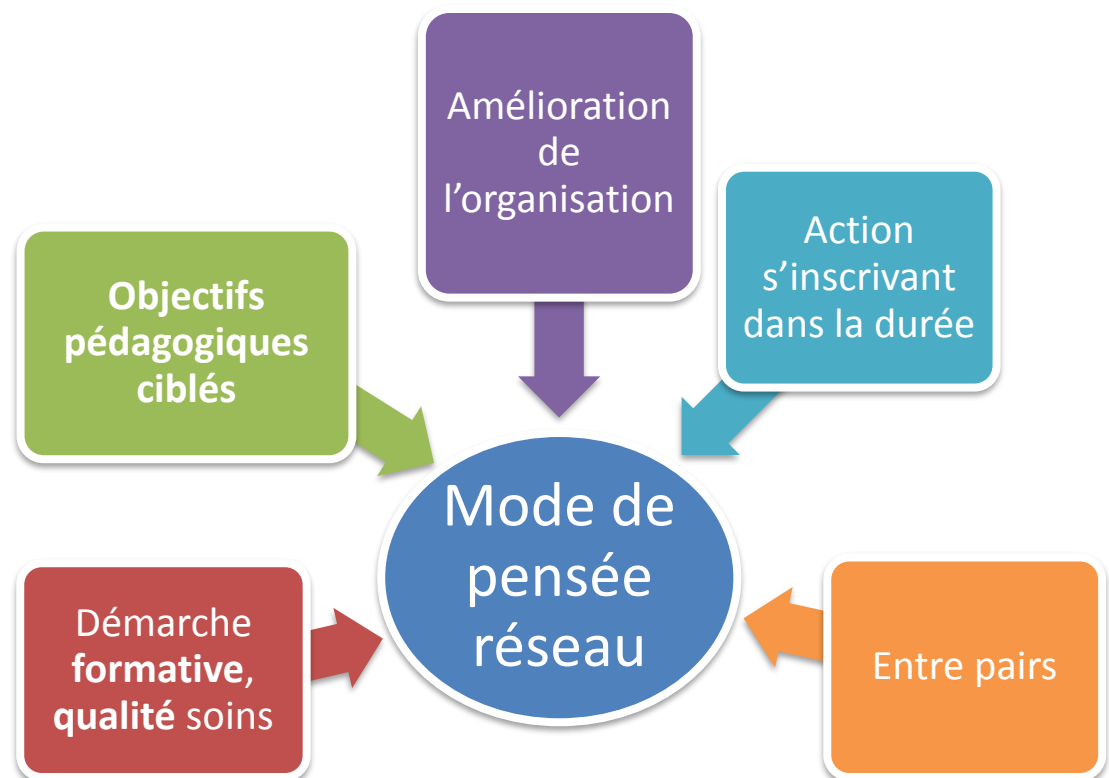 Amélioration
de
l’organisation
Action
s’inscrivant
dans la durée
Objectifs
pédagogiques
ciblés
Mode de
pensée
réseau
Démarche
formative,
qualité soins
Entre pairs